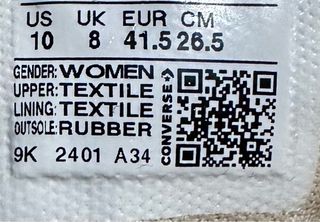 US UK EUR CM
10 8 41.5 26.5
GENDER: WOMEN
UPPER: TEXTILE
LINING: TEXTILE
OUTSOLE: RUBBER
9K 2401 A34
CONVERSE